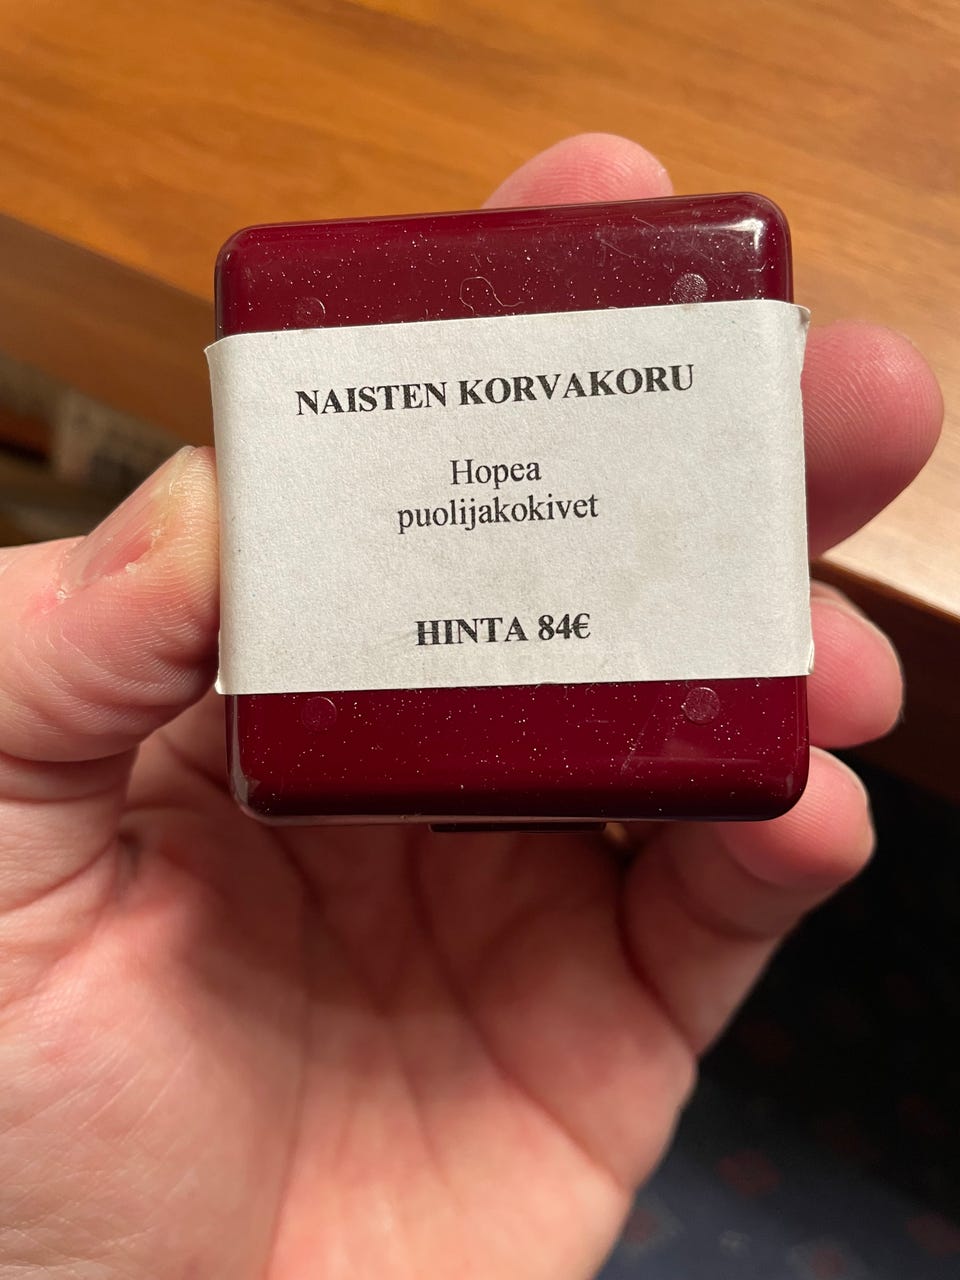 NAISTEN KORVAKORU
Hopea
puolijakokivet
HINTA 84€